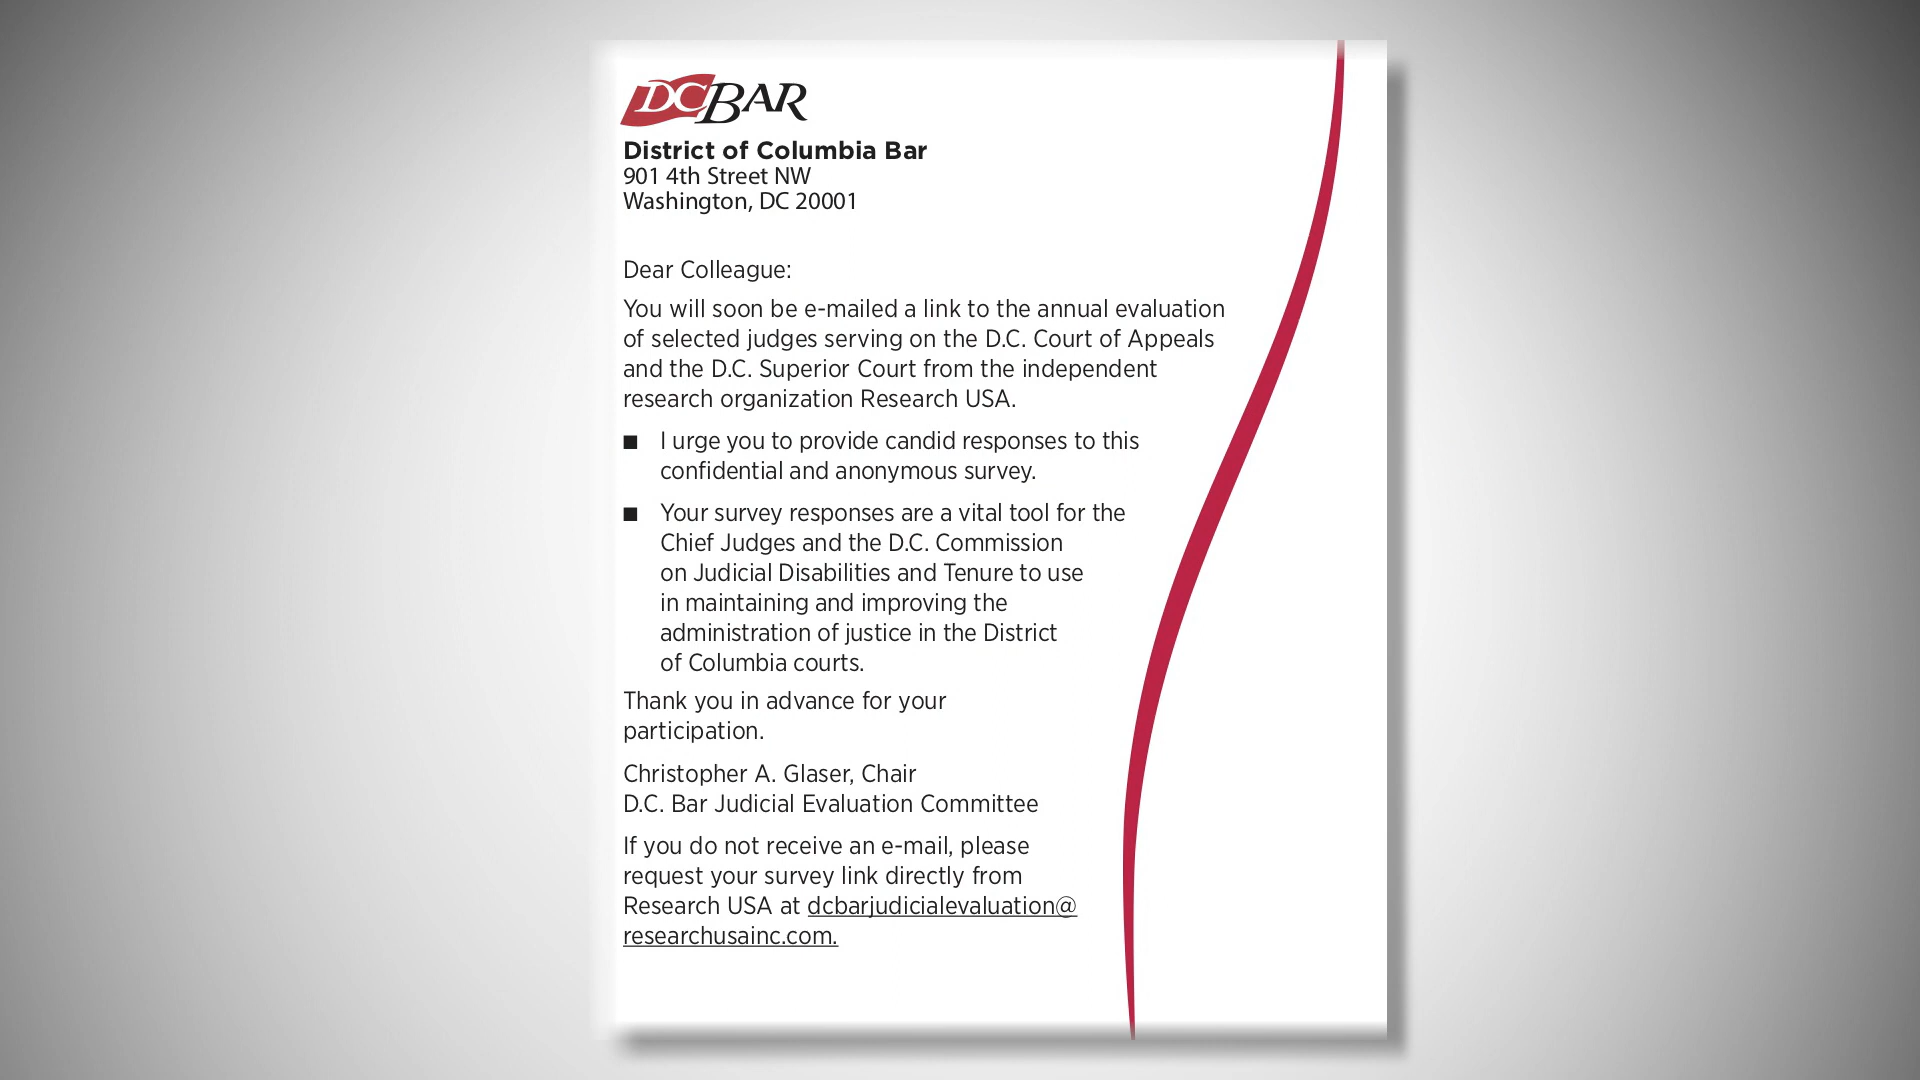 DCBAR
District of Columbia Bar
901 4th Street NW
Washington, DC 20001
Dear Colleague:
You will soon be e-mailed a link to the annual evaluation
of selected judges serving on the D.C. Court of Appeals
and the D.C. Superior Court from the independent
research organization Research USA.
■ I urge you to provide candid responses to this
confidential and anonymous survey.
■ Your survey responses are a vital tool for the
Chief Judges and the D.C. Commission
on Judicial Disabilities and Tenure to use
in maintaining and improving the
administration of justice in the District
of Columbia courts.
Thank you in advance for your
participation.
Christopher A. Glaser, Chair
D.C. Bar Judicial Evaluation Committee
If you do not receive an e-mail, please
request your survey link directly from
Research USA at dcbarjudicialevaluation@
researchusainc.com.